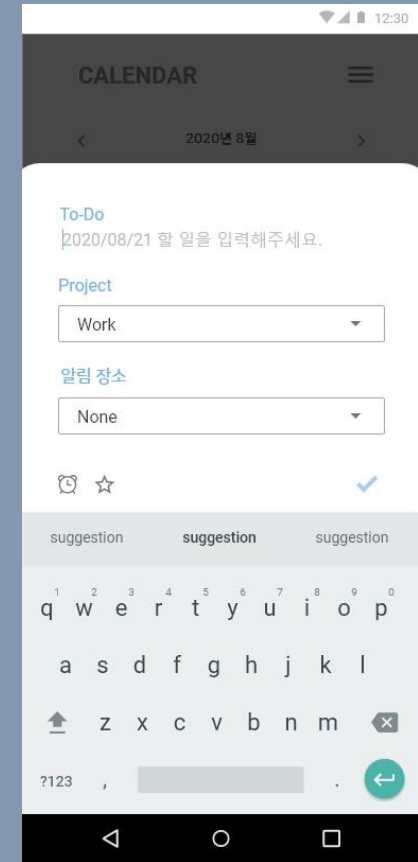 12:30
CALENDAR
2020년 8월
To-Do
2020/08/21 할 일을 입력해주세요.
Project
Work
알림 장소
None
suggestion suggestion suggestion
1 2 3 4 5 6 7 8 9 0
q w e r t y u i o p
a s d f g h j k l
z x c v b n m
?123 , .